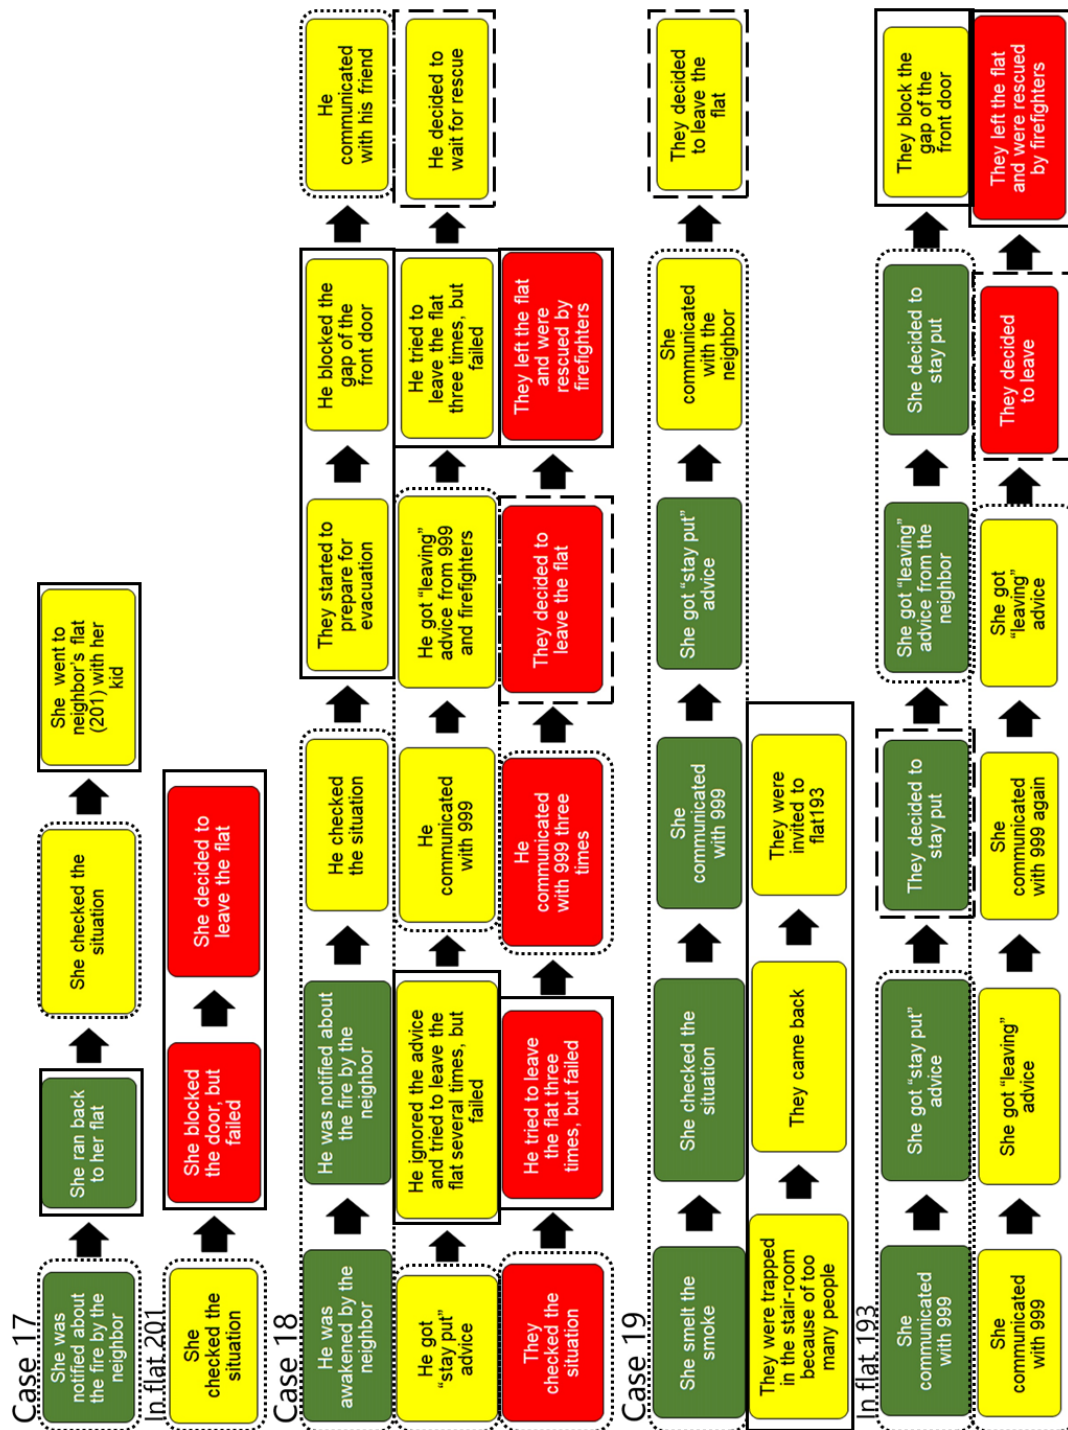 Case 17
She was
notified about
the fire by the
neighbor
She ran back
to her flat
She checked the
situation
She went to
neighbor's flat
(201) with her
kid
In flat 201
She
checked the
situation
She blocked
the door, but
failed
She decided to
leave the flat
Case 18
He was
awakened by the
neighbor
He was notified about
the fire by the
neighbor
He checked
the situation
They started to
prepare for
evacuation
He blocked the
gap of the
front door
He
communicated
with his friend
He got
“stay put”
advice
He ignored the advice
and tried to leave the
flat several times, but
failed
He
communicated
with 999
He got “leaving”
advice from 999
and firefighters
He tried to
leave the flat
three times, but
failed
He decided to
wait for rescue
They
checked the
situation
He tried to leave
the flat three
times, but failed
He
communicated
with 999 three
times
They decided to
leave the flat
They left the flat
and were
rescued by
firefighters
Case 19
She smelt the
smoke
She checked the
situation
She
communicated
with 999
She got “stay put”
advice
She
communicated
with the
neighbor
They decided
to leave the
flat
They were trapped
in the stair-room
because of too
many people
They came back
They were
invited to
flat193
In flat 193
She
communicated
with 999
She got “stay put”
advice
They decided to
stay put
She got “leaving”
advice from the
neighbor
She decided to
stay put
They block the
gap of the
front door
She
communicated
with 999
She got “leaving”
advice
She
communicated
with 999 again
She got
“leaving”
advice
They decided
to leave
They left the flat
and were rescued
by firefighters